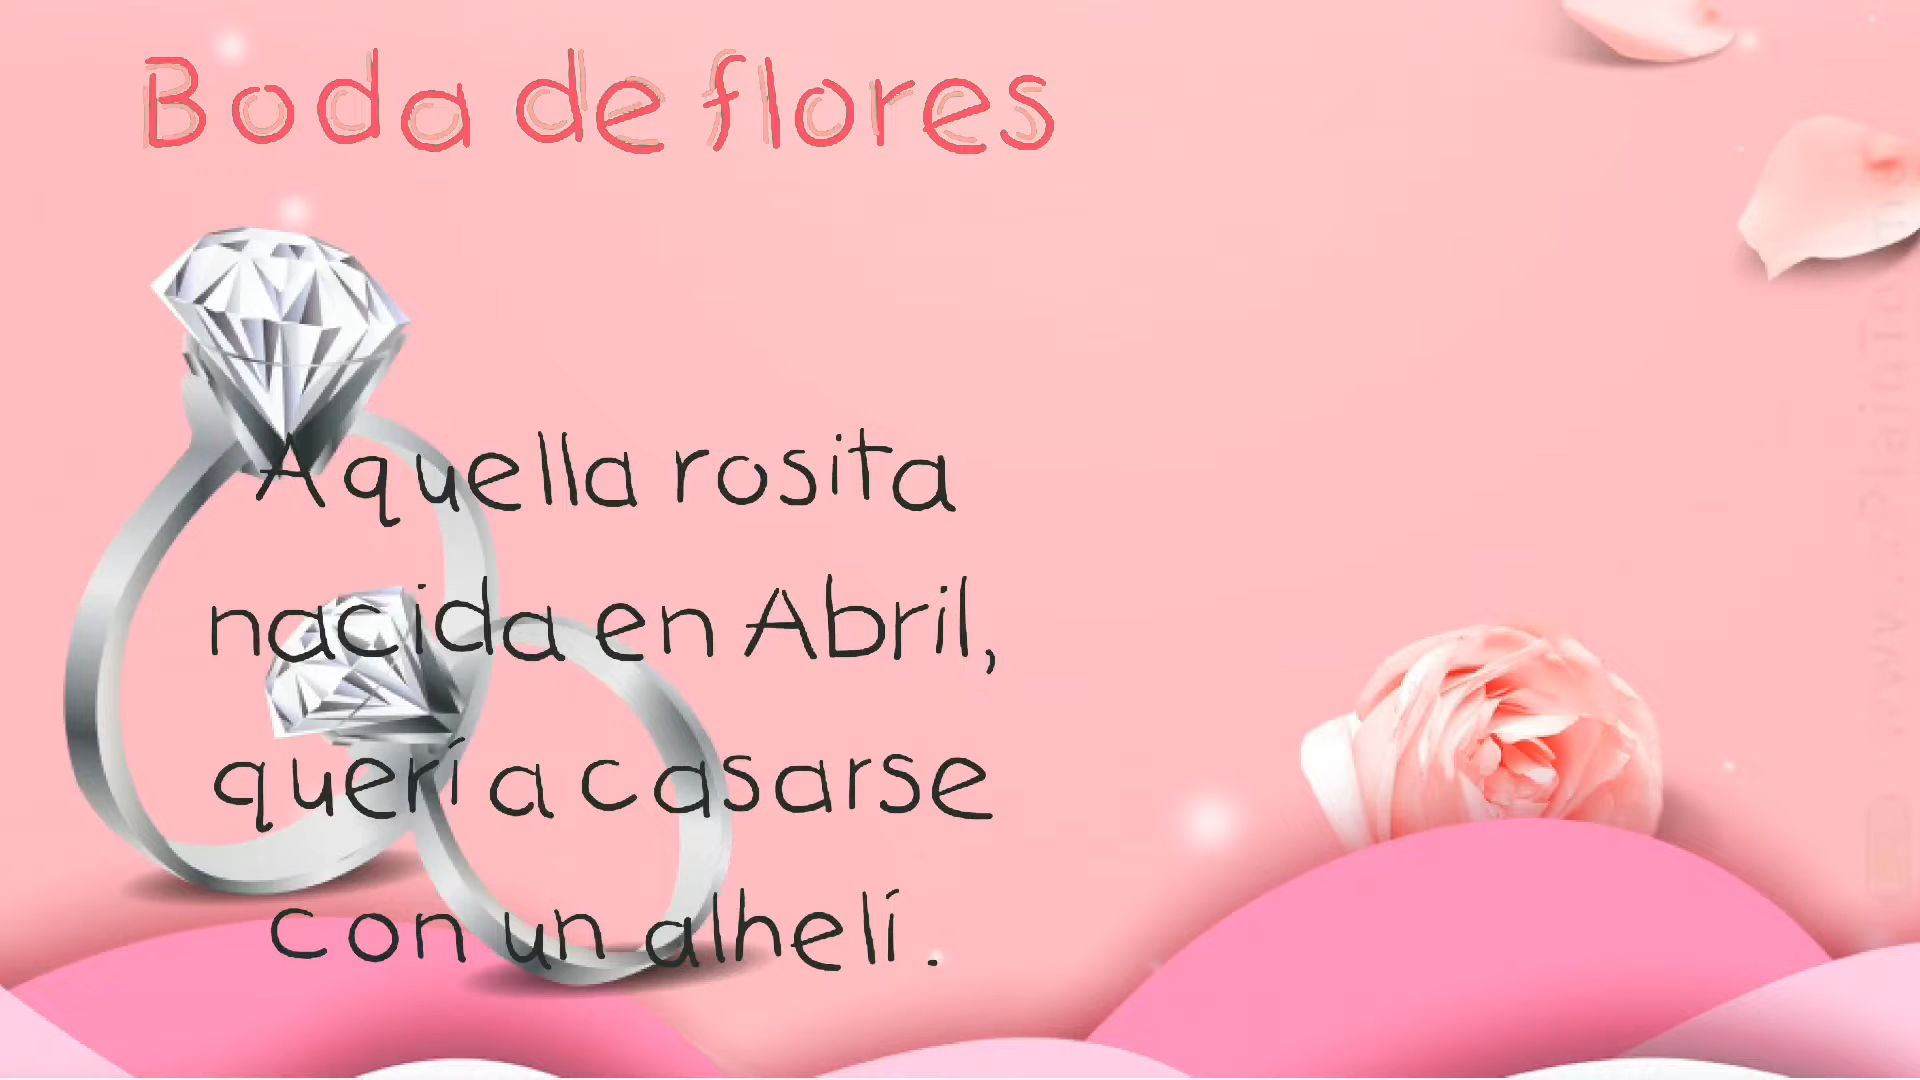 Boda de flores
Aquella rosita
nacida en Abril,
quería casarse
con un alhelí.